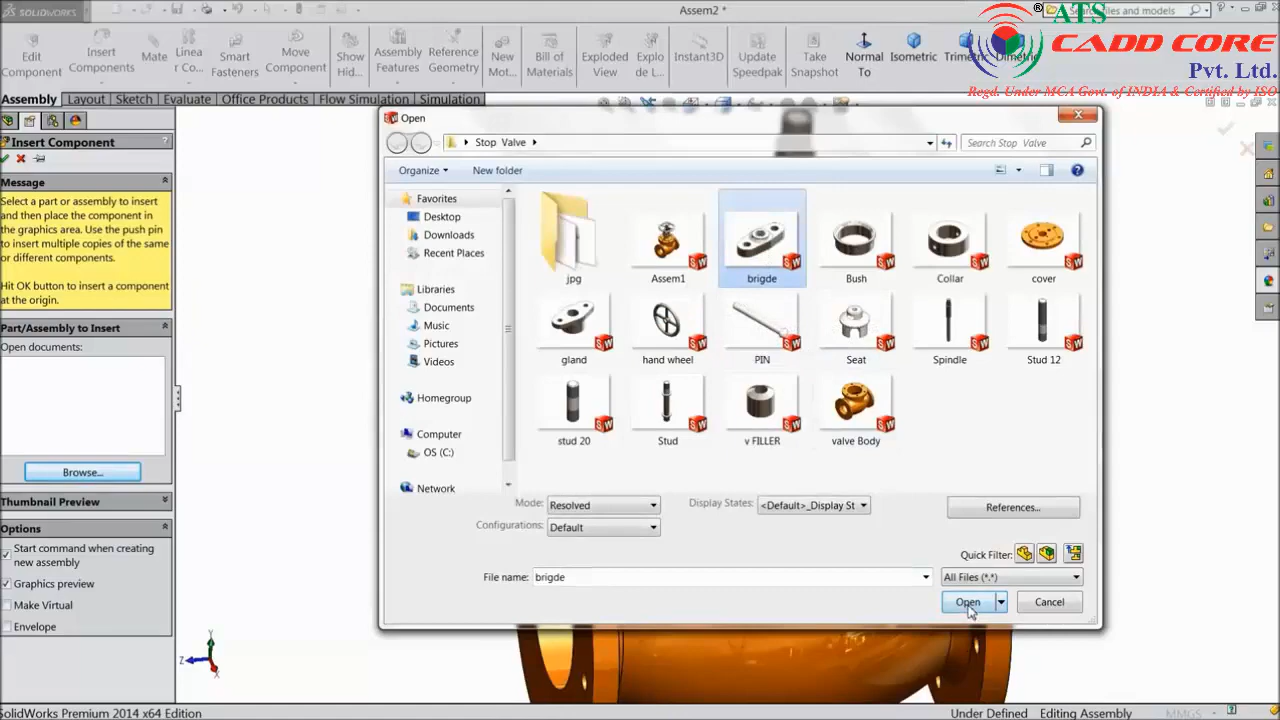 SOLIDWORKS
Assem2 *
Search files and models
®
ATS
CADD CORE
Pvt. Ltd.
Regd. Under MCA Govt. of INDIA & Certified by ISO
Edit
Component
Insert
Components
Mate
Linea
r Co...
Smart
Fasteners
Move
Component
Show
Hid...
Assembly
Features
Reference
Geometry
New
Mot...
Bill of
Materials
Exploded
View
Explo
de L...
Instant3D
Update
Speedpak
Take
Snapshot
Normal
To
Isometric
Trimetric
Dimetric
Assembly
Layout
Sketch
Evaluate
Office Products
Flow Simulation
Simulation
Insert Component
?
Message
Select a part or assembly to insert
and then place the component in
the graphics area. Use the push pin
to insert multiple copies of the same
or different components.
Hit OK button to insert a component
at the origin.
Part/Assembly to Insert
Open documents:
Browse...
Thumbnail Preview
Options
Start command when creating
new assembly
Graphics preview
Make Virtual
Envelope
Open
Stop Valve
Search Stop Valve
Organize
New folder
Favorites
Desktop
Downloads
Recent Places
Libraries
Documents
Music
Pictures
Videos
Homegroup
Computer
OS (C:)
Network
jpg
Assem1
brigde
Bush
Collar
cover
gland
hand wheel
PIN
Seat
Spindle
Stud 12
stud 20
Stud
v FILLER
valve Body
Mode:
Resolved
Display States:
<Default>_Display St
References...
Configurations:
Default
Quick Filter:
File name:
brigde
All Files (*.*)
Open
Cancel
Y
Z
X
SolidWorks Premium 2014 x64 Edition
Under Defined
Editing Assembly
MMGS